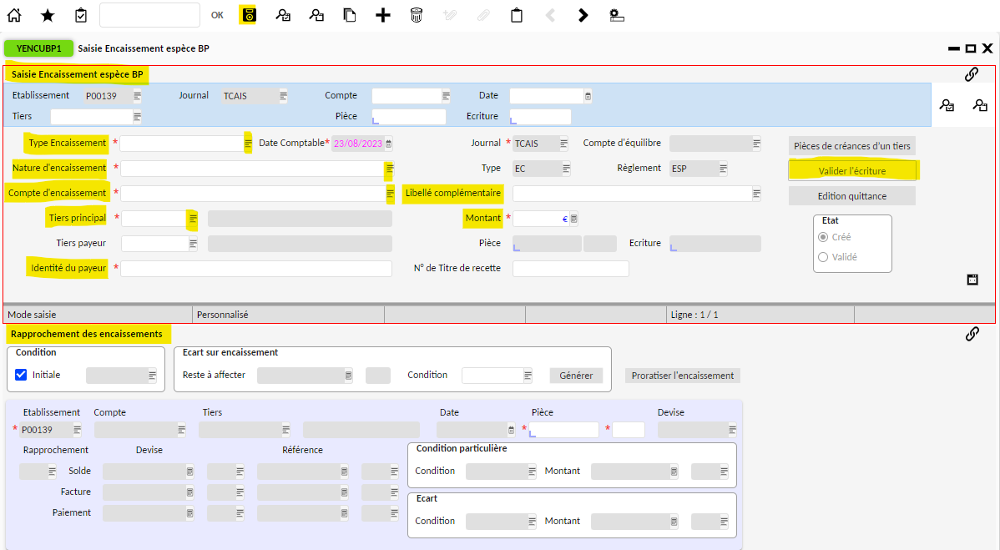 OK
YENCUBP1 Saisie Encaissement espèce BP
Saisie Encaissement espèce BP
Etablissement P00139 Journal TCAIS Compte Date
Tiers Pièce Ecriture
Type Encaissement * Date Comptable* 23/08/2023 Journal * TCAIS Compte d'équilibre Pièces de créances d'un tiers
Nature d'encaissement * Type EC Règlement ESP Valider l'écriture
Compte d'encaissement * Libellé complémentaire Edition quittance
Tiers principal * Montant * € Etat
Créé
Tiers payeur Pièce Ecriture
Validé
Identité du payeur * N° de Titre de recette
Mode saisie Personnalisé Ligne : 1 / 1
Rapprochement des encaissements
Condition Ecart sur encaissement
Initiale Reste à affecter Condition Générer Proratiser l'encaissement
Etablissement Compte Tiers Date Pièce Devise
* P00139 * *
Rapprochement Devise Référence Condition particulière
Solde Condition Montant
Facture Ecart
Paiement Condition Montant